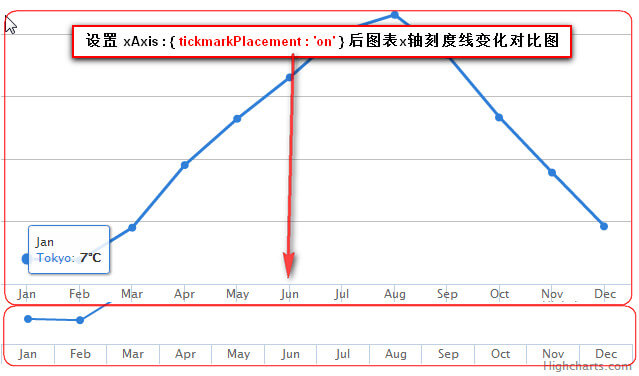 设置 xAxis : { tickmarkPlacement : 'on' } 后图表x轴刻度线变化对比图
Jan
Tokyo: 7°C
Jan Feb Mar Apr May Jun Jul Aug Sep Oct Nov Dec
Jan Feb Mar Apr May Jun Jul Aug Sep Oct Nov Dec
Highcharts.com